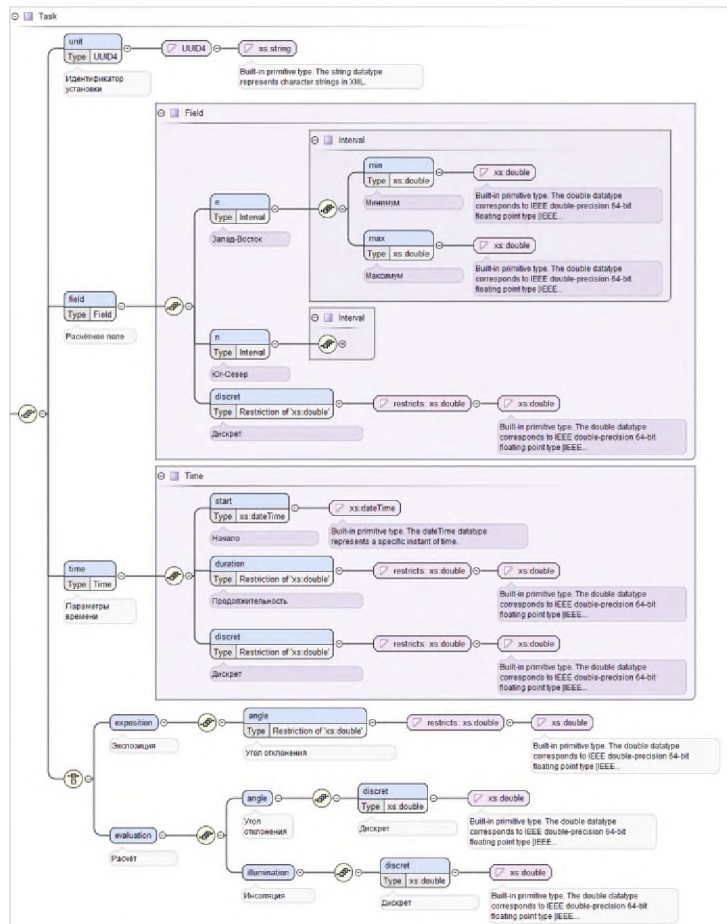 Task
unit
Type UUID4
UUID4
xs:string
Идентификатор
установки
Built-in primitive type. The string datatype
represents character strings in XML.
Field
Interval
min
Type xs:double
xs:double
Минимум
Built-in primitive type. The double datatype
corresponds to IEEE double-precision 64-bit
floating point type [IEEE...
e
Type Interval
Запад-Восток
max
Type xs:double
xs:double
Максимум
Built-in primitive type. The double datatype
corresponds to IEEE double-precision 64-bit
floating point type [IEEE...
field
Type Field
Расчётное поле
Interval
n
Type Interval
Юг-Север
discret
Type Restriction of 'xs:double'
restricts: xs:double
xs:double
Дискрет
Built-in primitive type. The double datatype
corresponds to IEEE double-precision 64-bit
floating point type [IEEE...
Time
start
Type xs:dateTime
xs:dateTime
Начало
Built-in primitive type. The dateTime datatype
represents a specific instant of time.
time
Type Time
Параметры
времени
duration
Type Restriction of 'xs:double'
restricts: xs:double
xs:double
Продолжительность
Built-in primitive type. The double datatype
corresponds to IEEE double-precision 64-bit
floating point type [IEEE...
discret
Type Restriction of 'xs:double'
restricts: xs:double
xs:double
Дискрет
Built-in primitive type. The double datatype
corresponds to IEEE double-precision 64-bit
floating point type [IEEE...
exposition
Экспозиция
angle
Type Restriction of 'xs:double'
restricts: xs:double
xs:double
Угол отклонения
Built-in primitive type. The double datatype
corresponds to IEEE double-precision 64-bit
floating point type [IEEE...
evaluation
Расчёт
angle
Угол
отклонения
discret
Type xs:double
xs:double
Дискрет
Built-in primitive type. The double datatype
corresponds to IEEE double-precision 64-bit
floating point type [IEEE...
illumination
Инсоляция
discret
Type xs:double
xs:double
Дискрет
Built-in primitive type. The double datatype
corresponds to IEEE double-precision 64-bit
floating point type [IEEE...